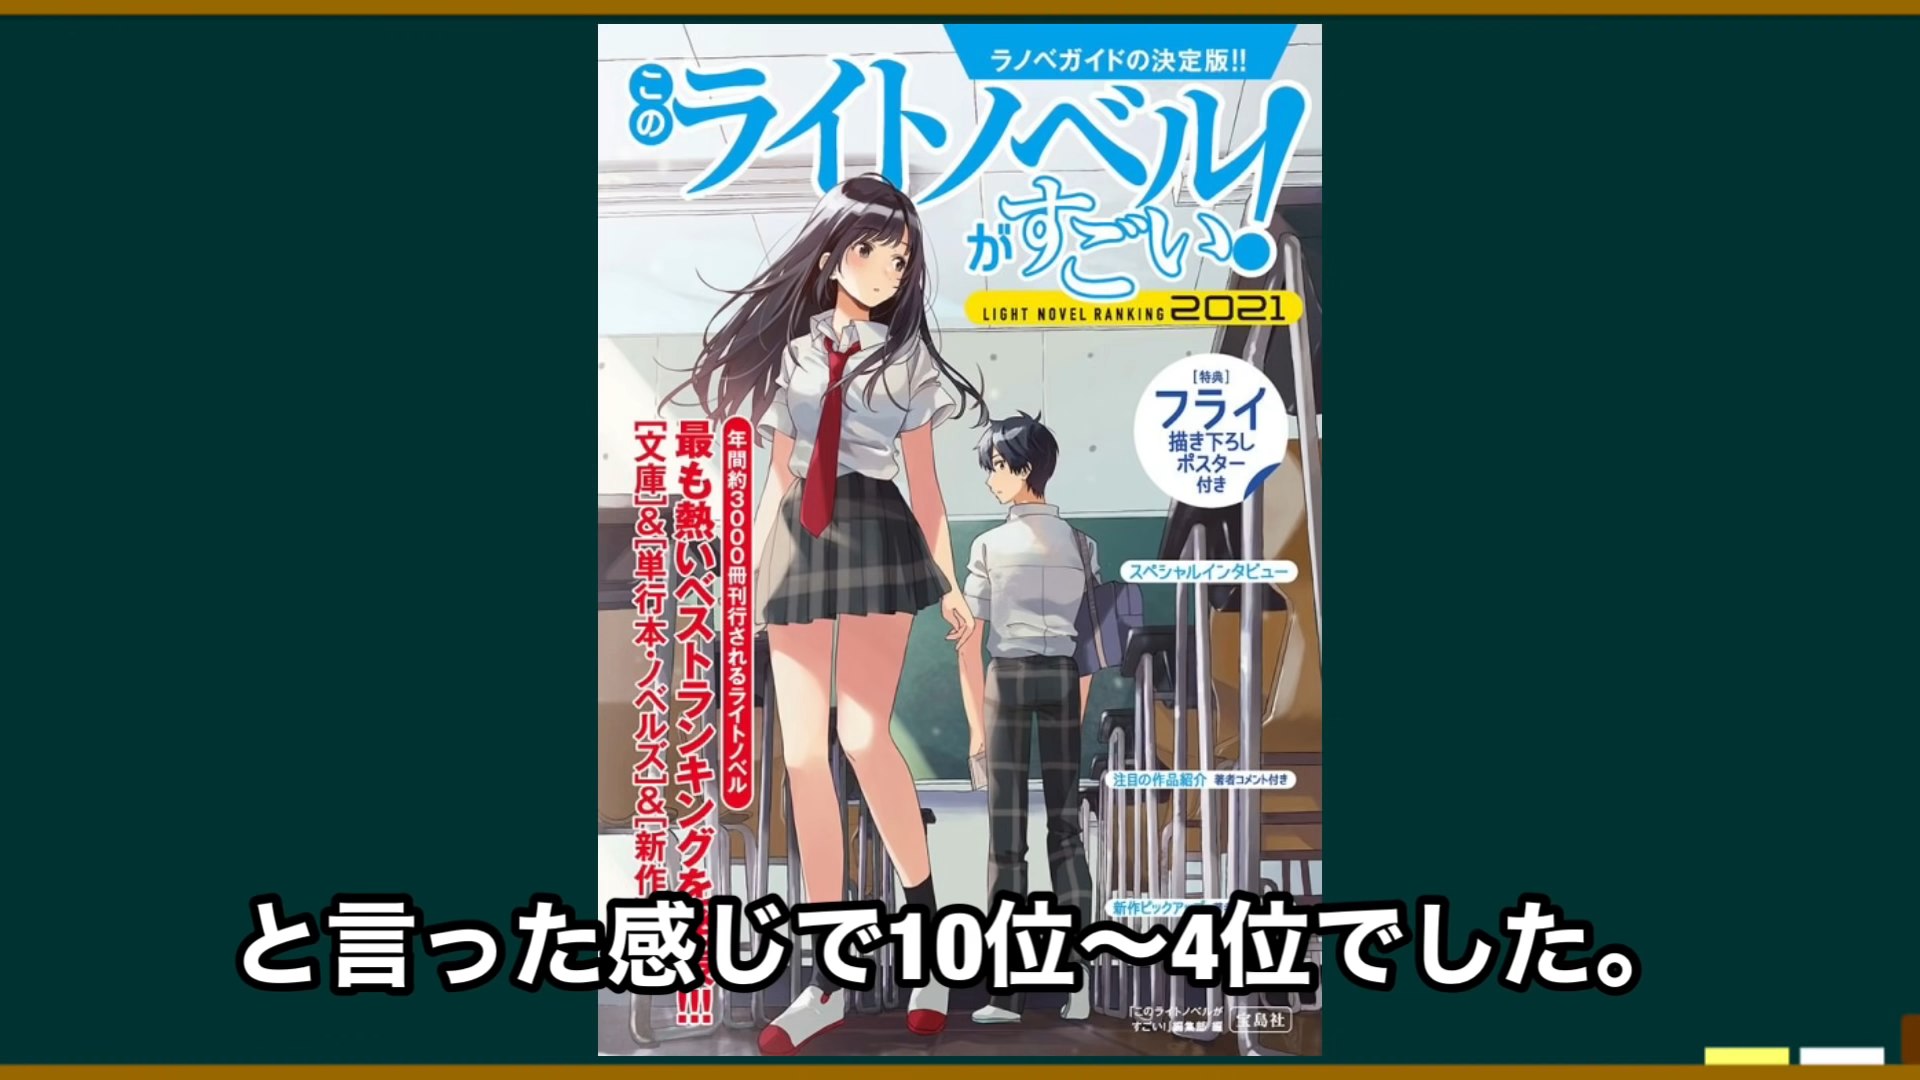 ラノベガイドの決定版!!
このライトノベルがすごい!
LIGHT NOVEL RANKING 2021
[特典]
フライ
描き下ろし
ポスター
付き
年間約3000冊刊行されるライトノベル
最も熱いベストランキングを
!!!
[文庫]&[単行本・ノベルズ]&[新作
スペシャルインタビュー
注目の作品紹介 著者コメント付き
新作ピックア
と言った感じで10位〜4位でした。
「このライトノベルが
すごい!」編集部 編
宝島社